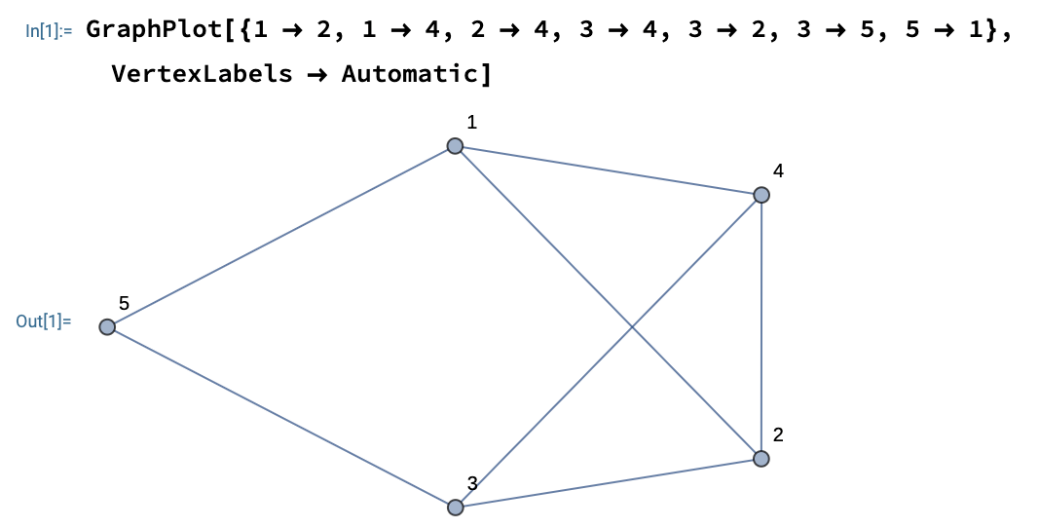 In[1]:= GraphPlot[{1 → 2, 1 → 4, 2 → 4, 3 → 4, 3 → 2, 3 → 5, 5 → 1},
VertexLabels → Automatic]
1
4
5
Out[1]=
2
3